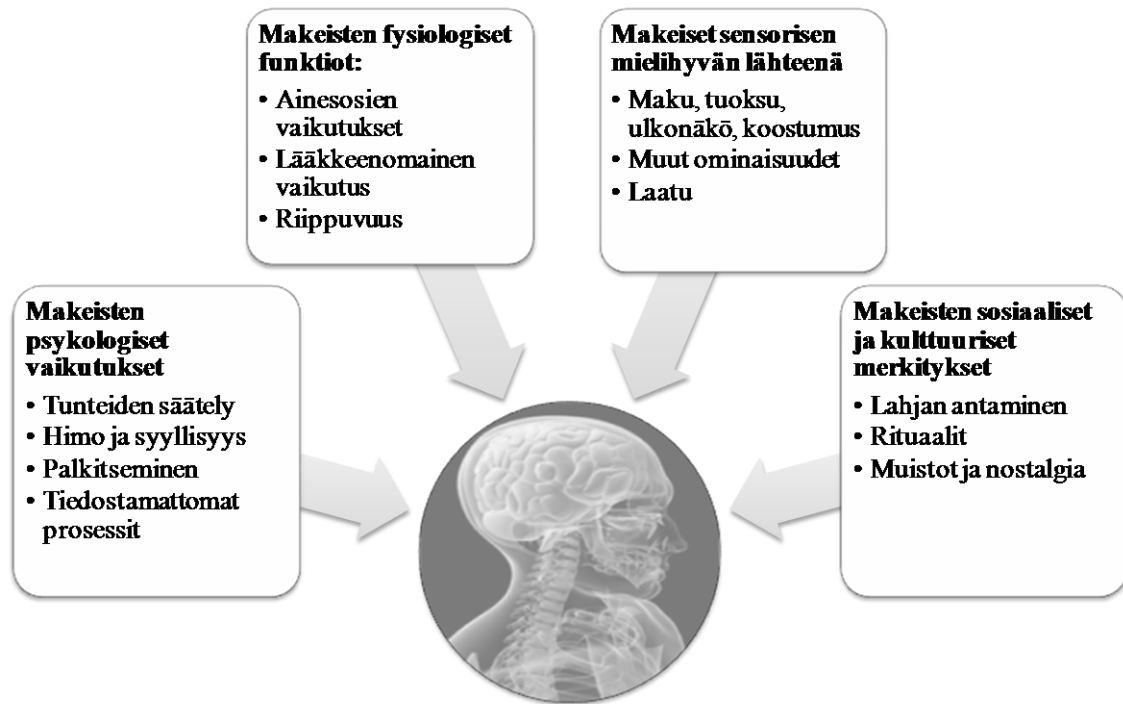 Makeisten fysiologiset
funktiot:
• Ainesosien
vaikutukset
• Lääkkeenomainen
vaikutus
• Riippuvuus
Makeiset sensorisen
mielihyvän lähteenä
• Maku, tuoksu,
ulkonäkö, koostumus
• Muut ominaisuudet
• Laatu
Makeisten
psykologiset
vaikutukset
• Tunteiden säätely
• Himo ja syyllisyys
• Palkitseminen
• Tiedostamattomat
prosessit
Makeisten sosiaaliset
ja kulttuuriset
merkitykset
• Lahjan antaminen
• Rituaalit
• Muistot ja nostalgia